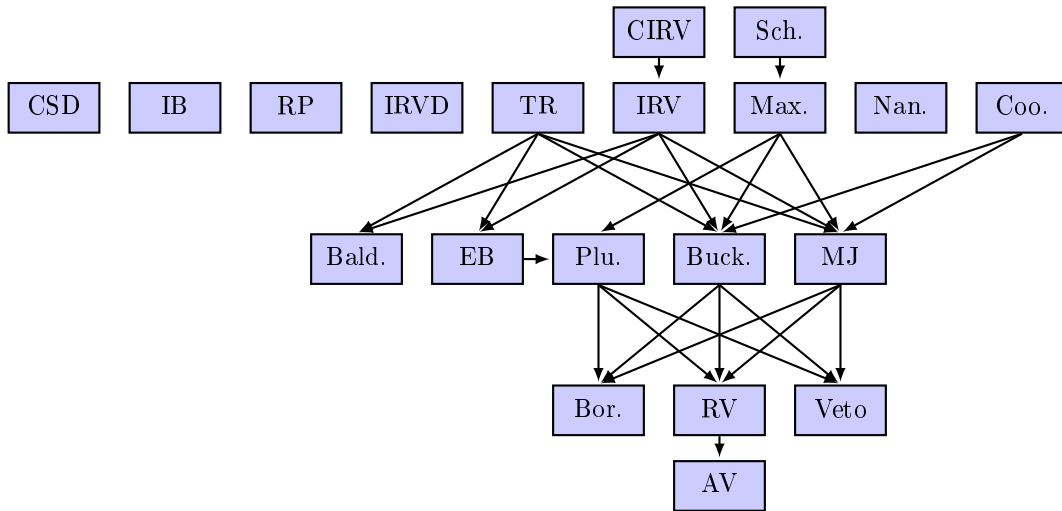 CIRV Sch.
CSD IB RP IRVD TR IRV Max. Nan. Coo.
Bald. EB Plu. Buck. MJ
Bor. RV Veto
AV